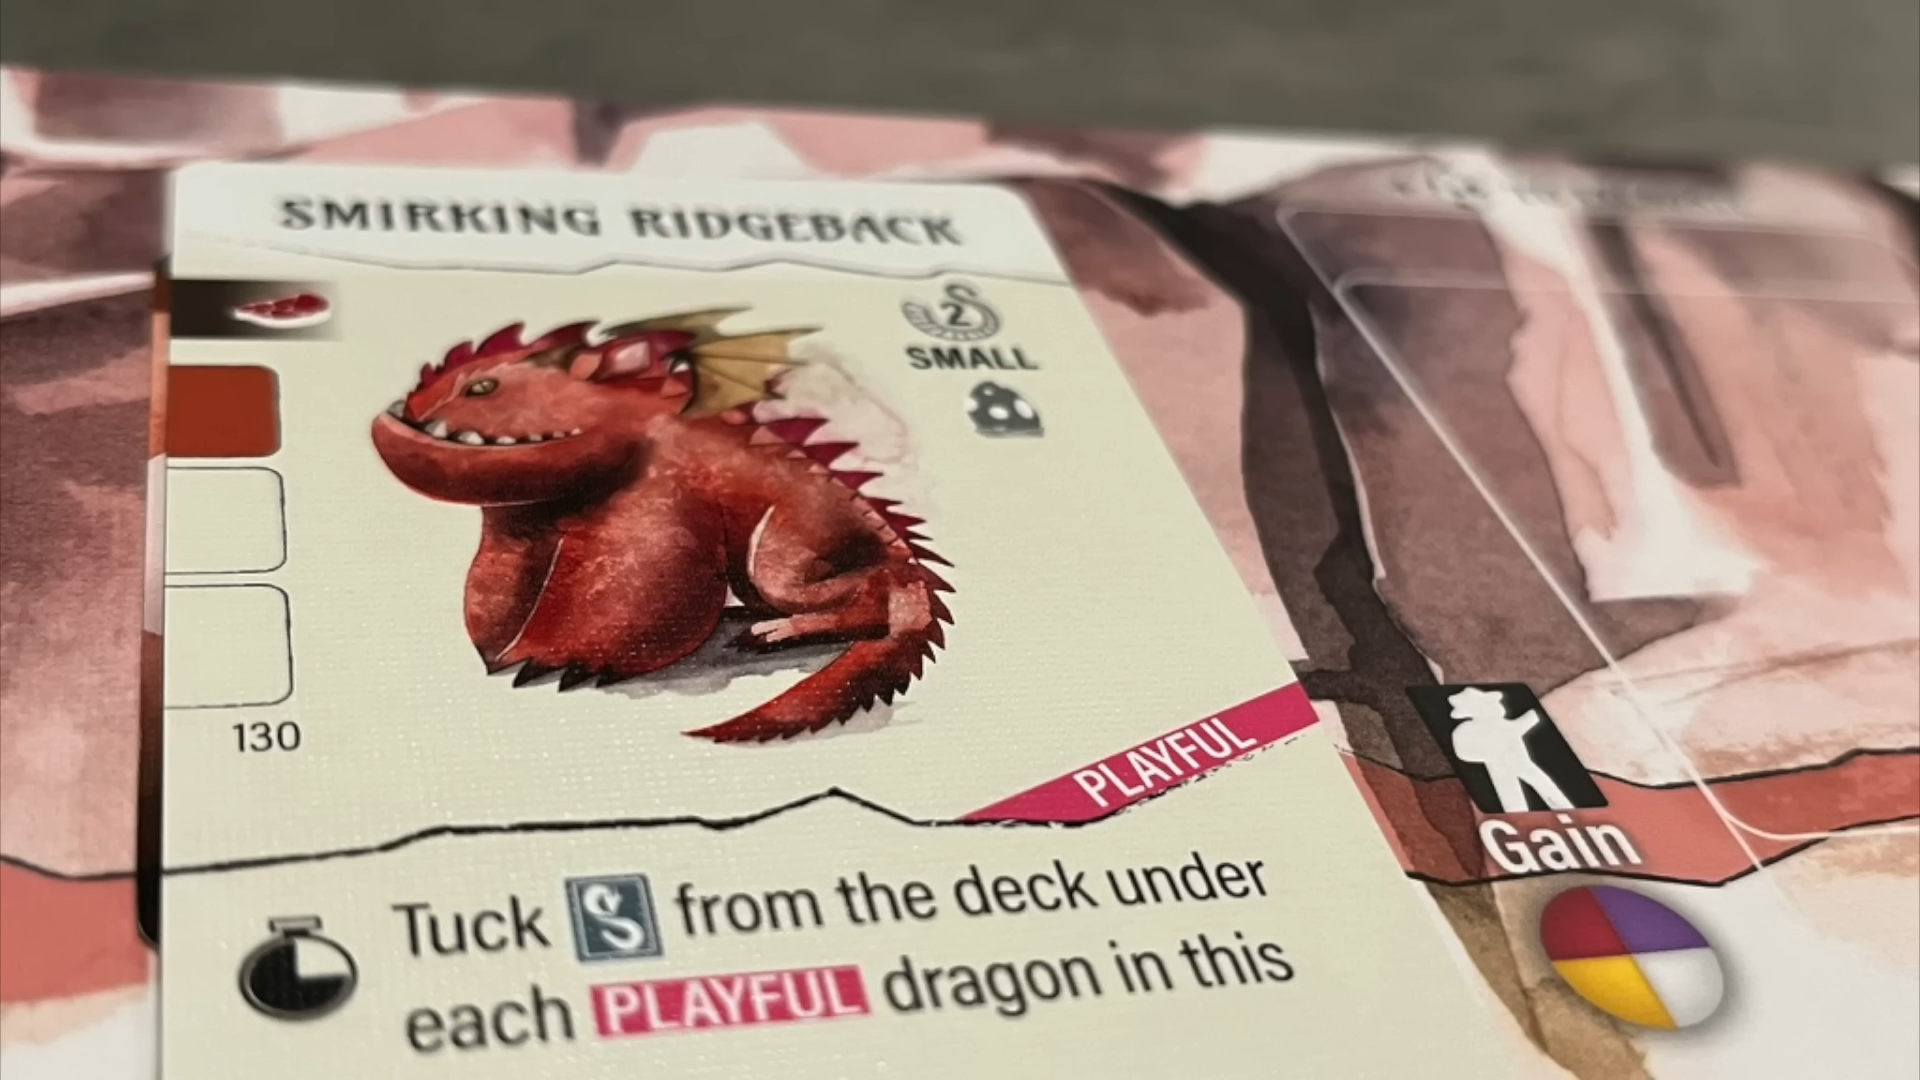 SMIRKING RIDGEBACK
2
SMALL
130
PLAYFUL
Tuck S from the deck under
each PLAYFUL dragon in this
Gain